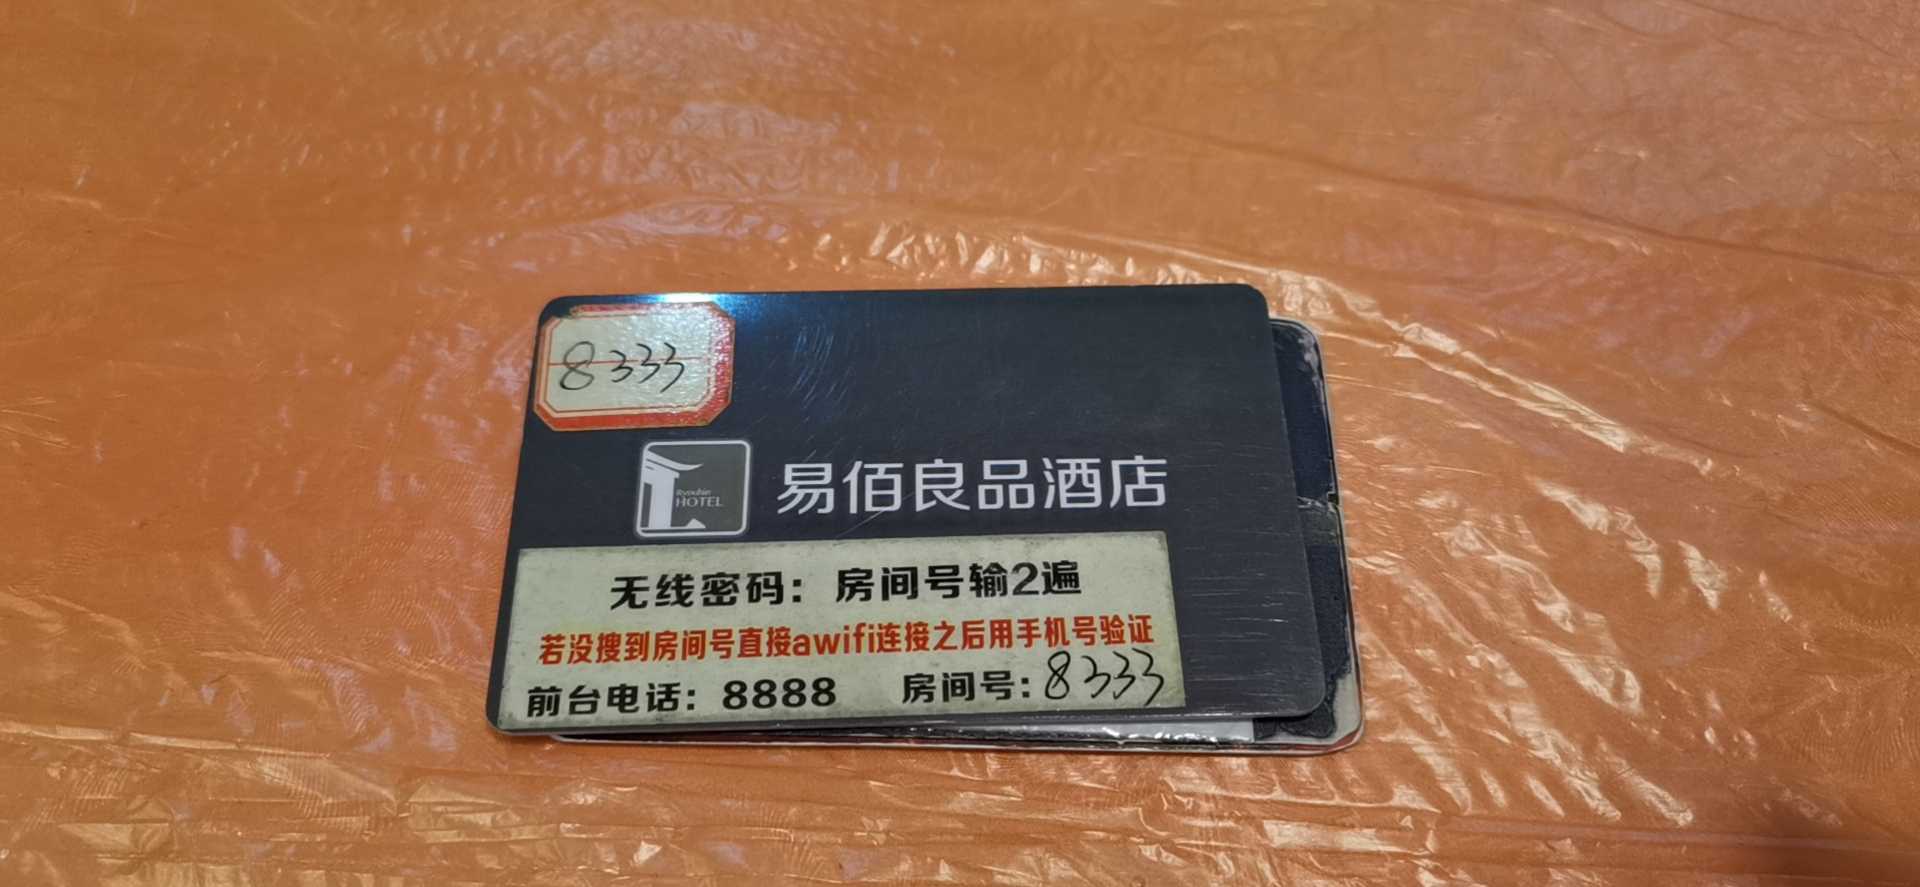 8333
Ryoubin
HOTEL
易佰良品酒店
无线密码：房间号输2遍
若没搜到房间号直接awifi连接之后用手机号验证
前台电话：8888 房间号：8333